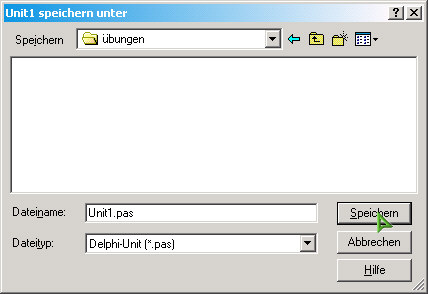 Unit1 speichern unter
Speichern
übungen
Dateiname:
Unit1.pas
Speichern
Dateityp:
Delphi-Unit (*.pas)
Abbrechen
Hilfe